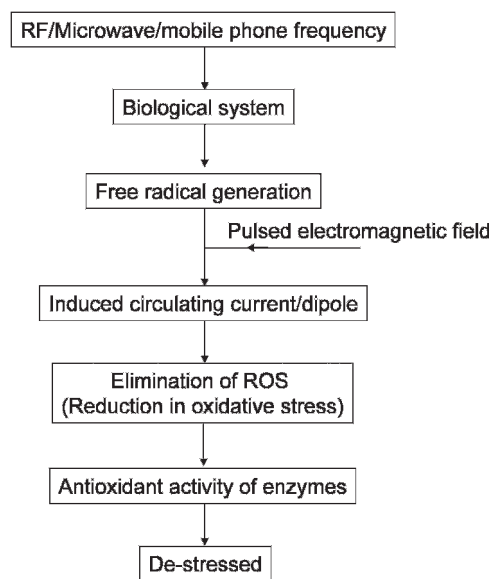 RF/Microwave/mobile phone frequency
Biological system
Free radical generation
Pulsed electromagnetic field
Induced circulating current/dipole
Elimination of ROS
(Reduction in oxidative stress)
Antioxidant activity of enzymes
De-stressed